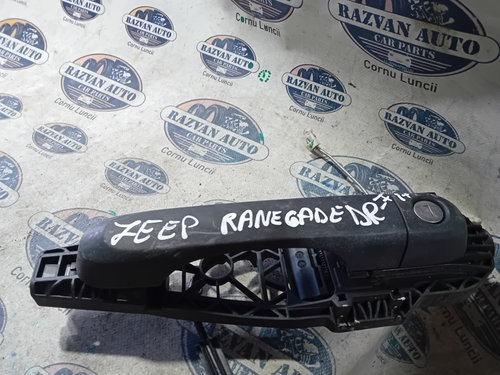 RAZVAN AUTO
CAR PARTS
Cornu Luncii
ZEEP RANEGADE DR